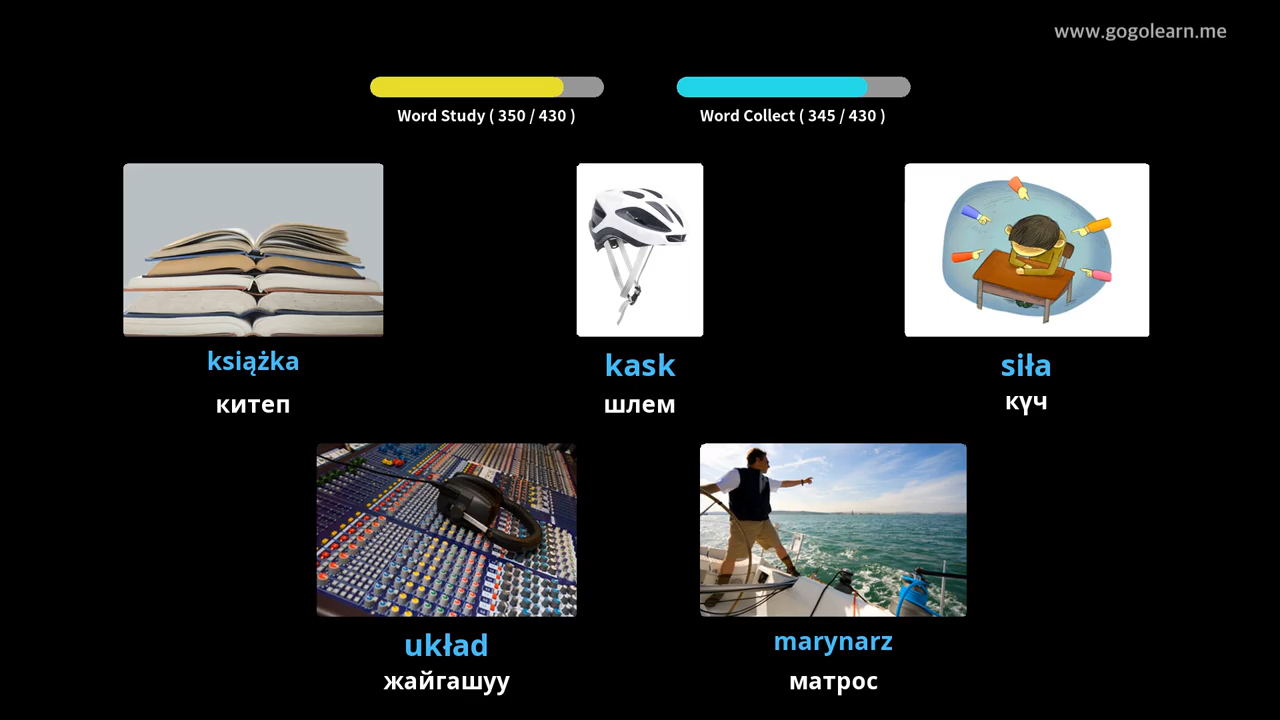 www.gogolearn.me
Word Study ( 350 / 430 )
Word Collect ( 345 / 430 )
książka
kask
siła
китеп
шлем
күч
układ
marynarz
жайгашуу
матрос